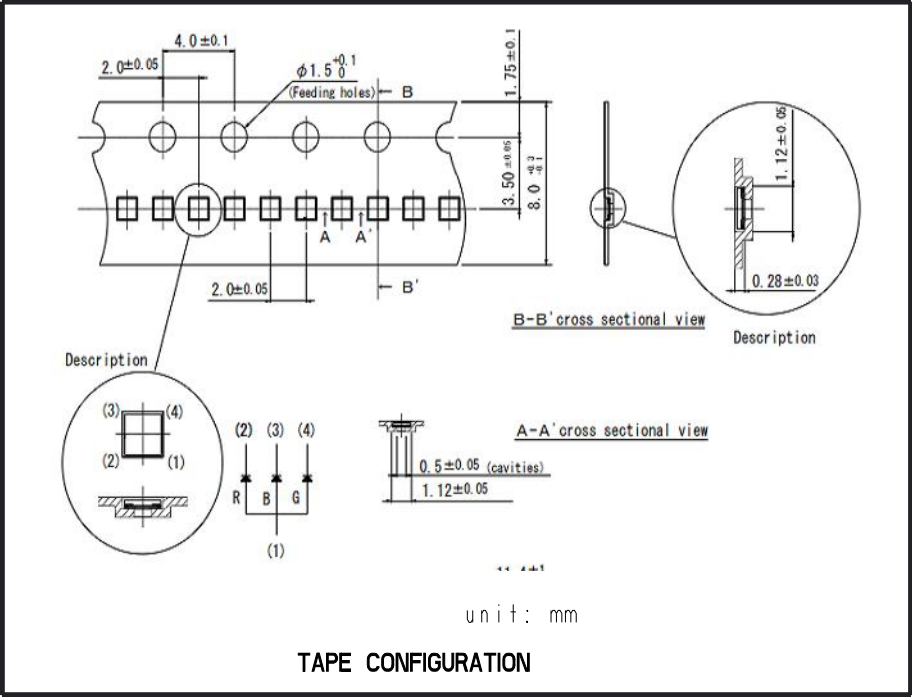 4.0±0.1
2.0±0.05
φ1.5 +0.1 0
(Feeding holes)
B
1.75±0.1
3.50±0.05
8.0 +0.3 -0.1
1.12±0.05
A A'
2.0±0.05
B'
0.28±0.03
B-B'cross sectional view
Description
Description
(3) (4)
(2) (1)
(2) (3) (4)
R B G
(1)
A-A'cross sectional view
0.5±0.05 (cavities)
1.12±0.05
unit: mm
TAPE CONFIGURATION